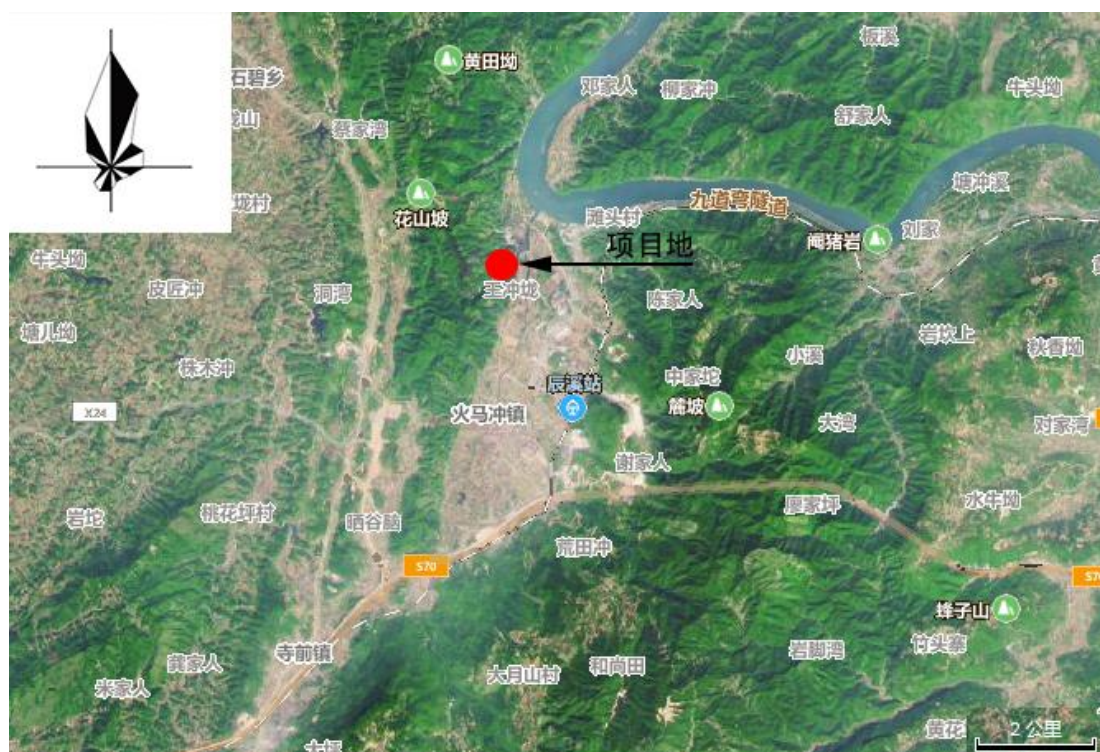 板溪
黄田坳
石碧乡
邓家人
柳家冲
牛头坳
舒家人
蔡家湾
塘冲溪
花山坡
九道弯隧道
滩头村
刘家
项目地
牛头坳
皮匠冲
洞湾
王冲垅
陈家人
塘儿坳
岩坎上
小溪
秋香坳
株木冲
中家坨
辰溪站
X24
火马冲镇
麓坡
大湾
对家湾
谢家人
岩坨
桃花坪村
晒谷脑
廖家坪
水牛坳
荒田冲
S70
蜂子山
寺前镇
龚家人
大月山村
和尚田
岩脚湾
竹头寨
米家人
黄花
2 公里